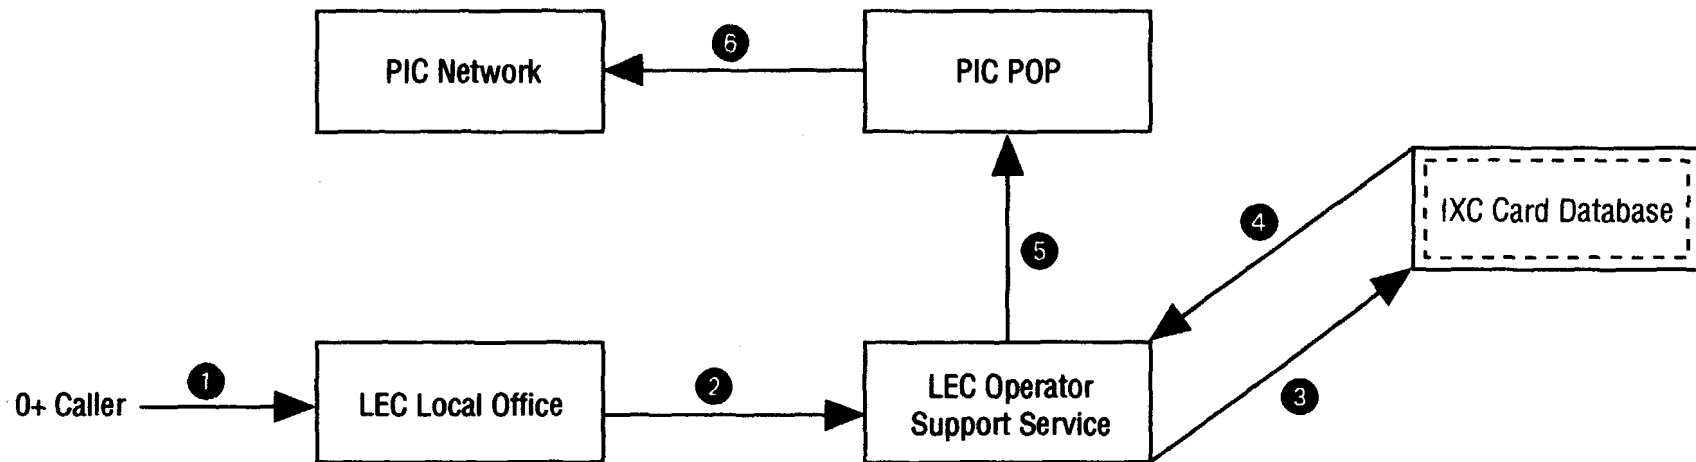 6
PIC Network
PIC POP
4
IXC Card Database
5
1
2
3
0+ Caller
LEC Local Office
LEC Operator
Support Service